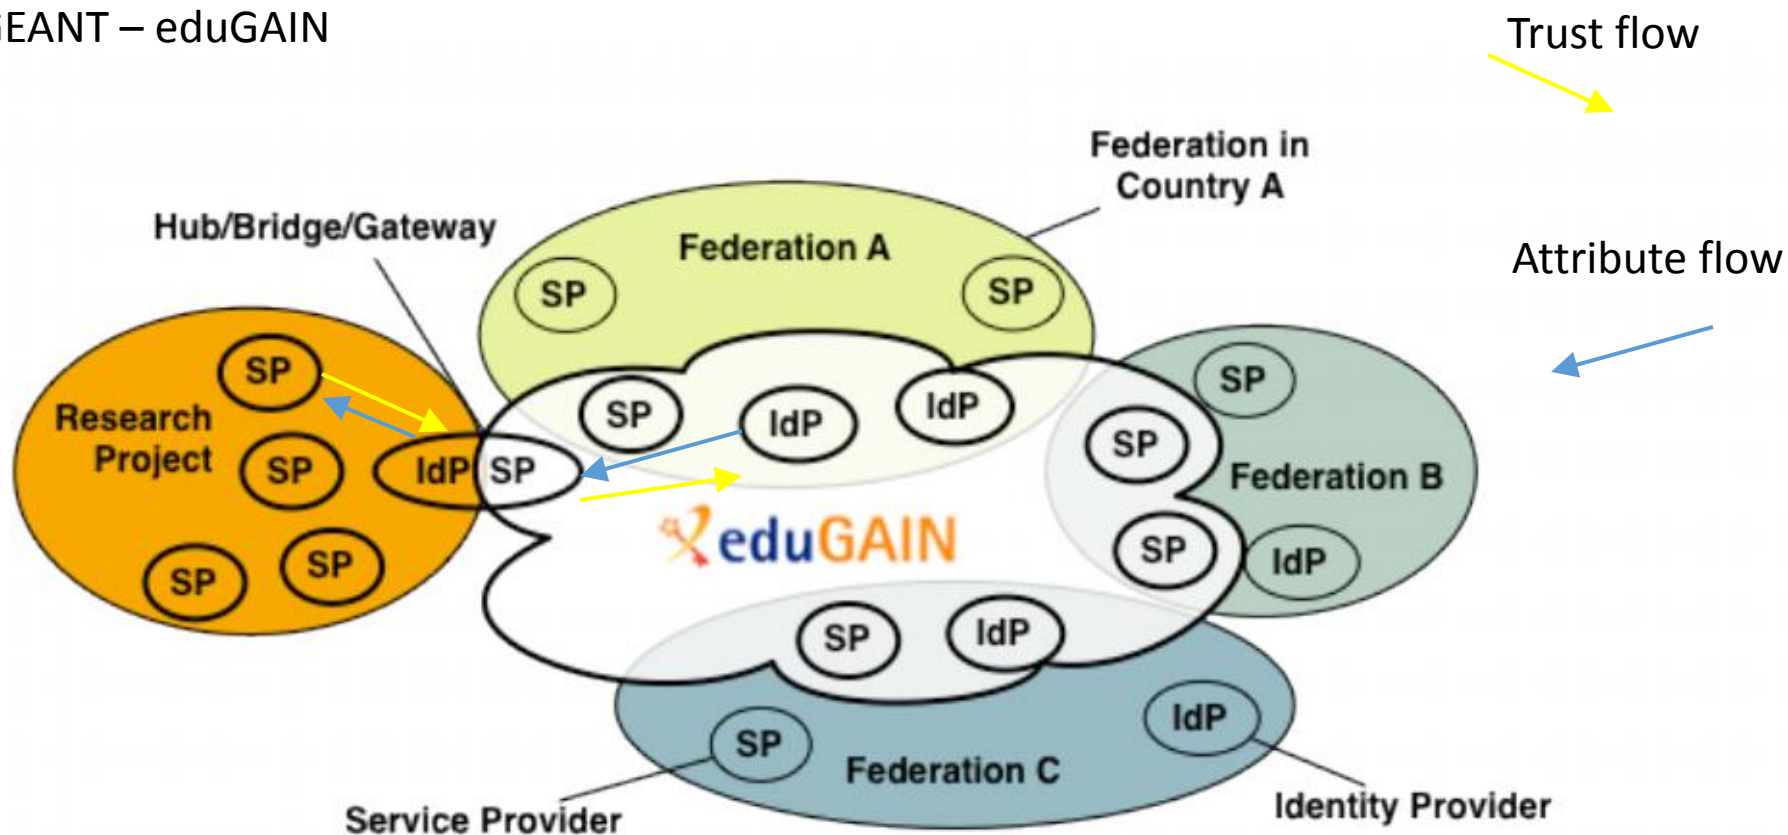 GEANT – eduGAIN
Trust flow
Federation in
Country A
Hub/Bridge/Gateway
Federation A
Attribute flow
SP
SP
SP
SP
Research
Project
SP
IdP
IdP
SP
SP
IdP
SP
Federation B
eduGAIN
SP
IdP
SP
SP
SP
IdP
SP
IdP
Federation C
Service Provider
Identity Provider